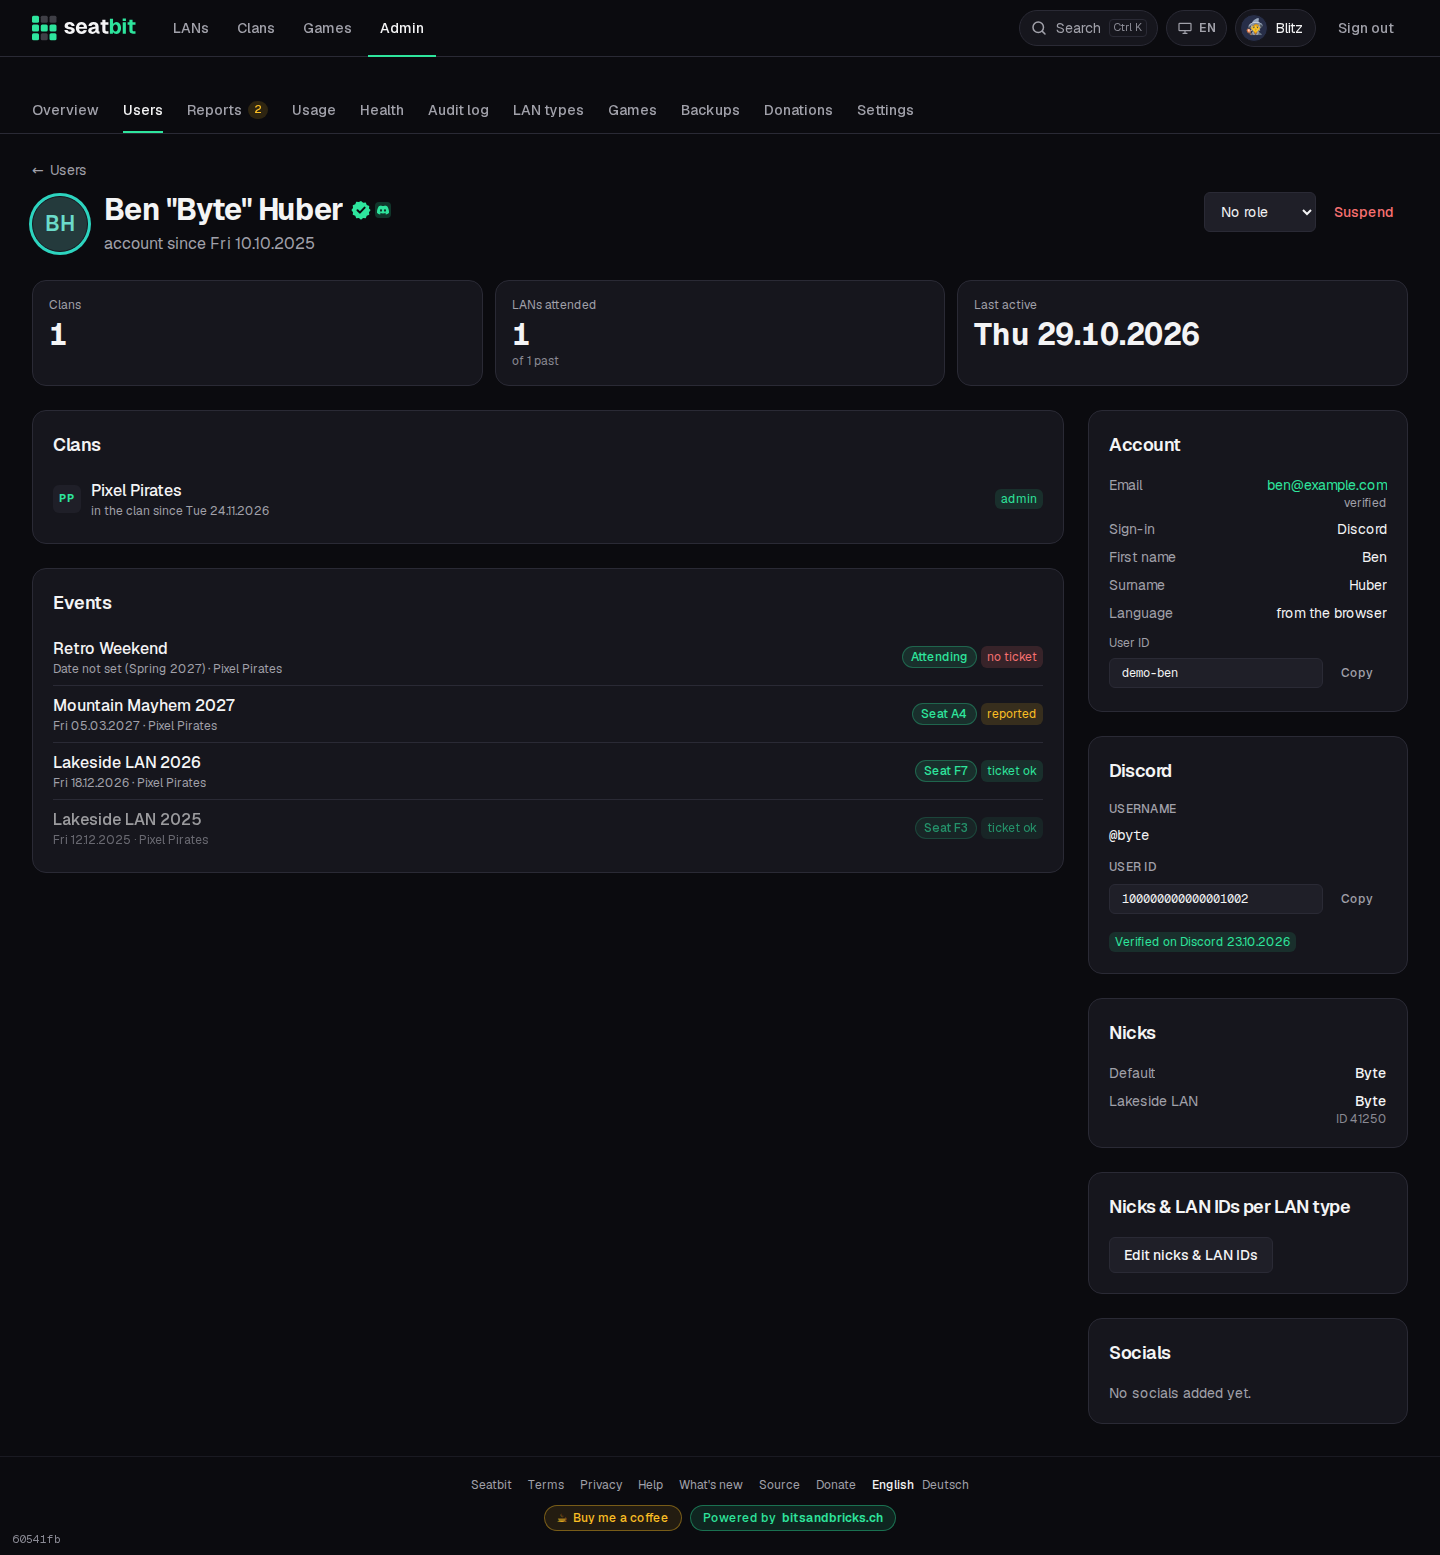 seatbit LANs Clans Games Admin Search Ctrl K EN Blitz Sign out
Overview Users Reports 2 Usage Health Audit log LAN types Games Backups Donations Settings
← Users
BH
Ben "Byte" Huber
account since Fri 10.10.2025
No role
Suspend
Clans
1
LANs attended
1
of 1 past
Last active
Thu 29.10.2026
Clans
PP
Pixel Pirates
in the clan since Tue 24.11.2026
admin
Events
Retro Weekend
Date not set (Spring 2027) · Pixel Pirates
Attending no ticket
Mountain Mayhem 2027
Fri 05.03.2027 · Pixel Pirates
Seat A4 reported
Lakeside LAN 2026
Fri 18.12.2026 · Pixel Pirates
Seat F7 ticket ok
Lakeside LAN 2025
Fri 12.12.2025 · Pixel Pirates
Seat F3 ticket ok
Account
Email ben@example.com
verified
Sign-in Discord
First name Ben
Surname Huber
Language from the browser
User ID
demo-ben Copy
Discord
USERNAME
@byte
USER ID
100000000000001002 Copy
Verified on Discord 23.10.2026
Nicks
Default Byte
Lakeside LAN Byte
ID 41250
Nicks & LAN IDs per LAN type
Edit nicks & LAN IDs
Socials
No socials added yet.
Seatbit Terms Privacy Help What's new Source Donate English Deutsch
Buy me a coffee Powered by bitsandbricks.ch
60541fb